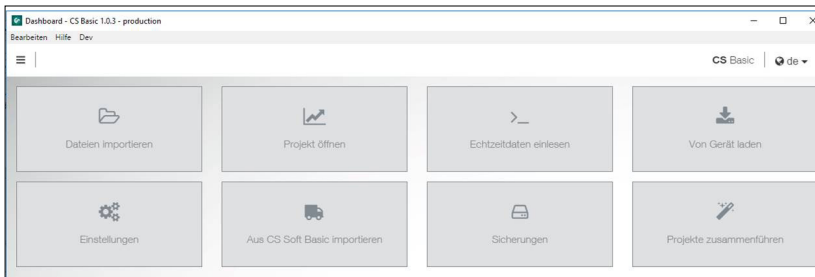 Dashboard - CS Basic 1.0.3 - production
Bearbeiten Hilfe Dev
CS Basic de
Dateien importieren Projekt öffnen Echtzeitdaten einlesen Von Gerät laden
Einstellungen Aus CS Soft Basic importieren Sicherungen Projekte zusammenführen